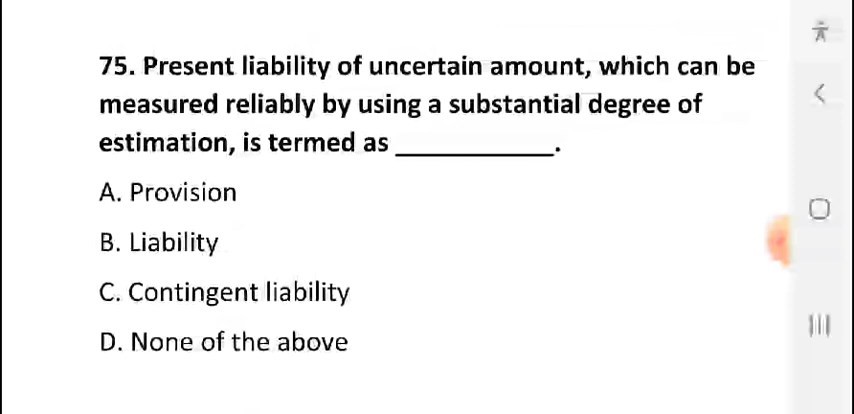 75. Present liability of uncertain amount, which can be
measured reliably by using a substantial degree of
estimation, is termed as ____________.
A. Provision
B. Liability
C. Contingent liability
D. None of the above